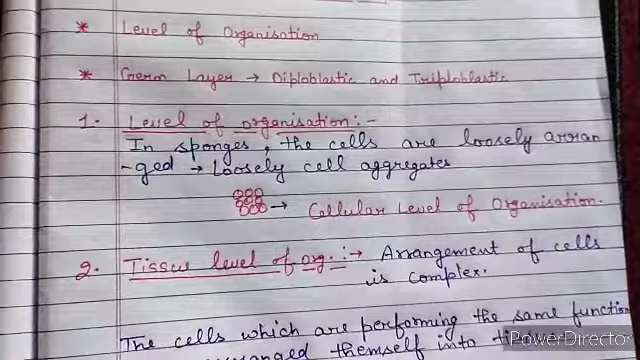 * Level of Organisation
* Germ Layer → Diploblastic and Triploblastic
1. Level of organisation:-
In sponges, the cells are loosely arran
-ged → Loosely cell aggregates
→ Cellular Level of Organisation.
2. Tissue level of org. :→ Arrangement of cells
is complex.
The cells which are performing the same function
themself into
PowerDirector